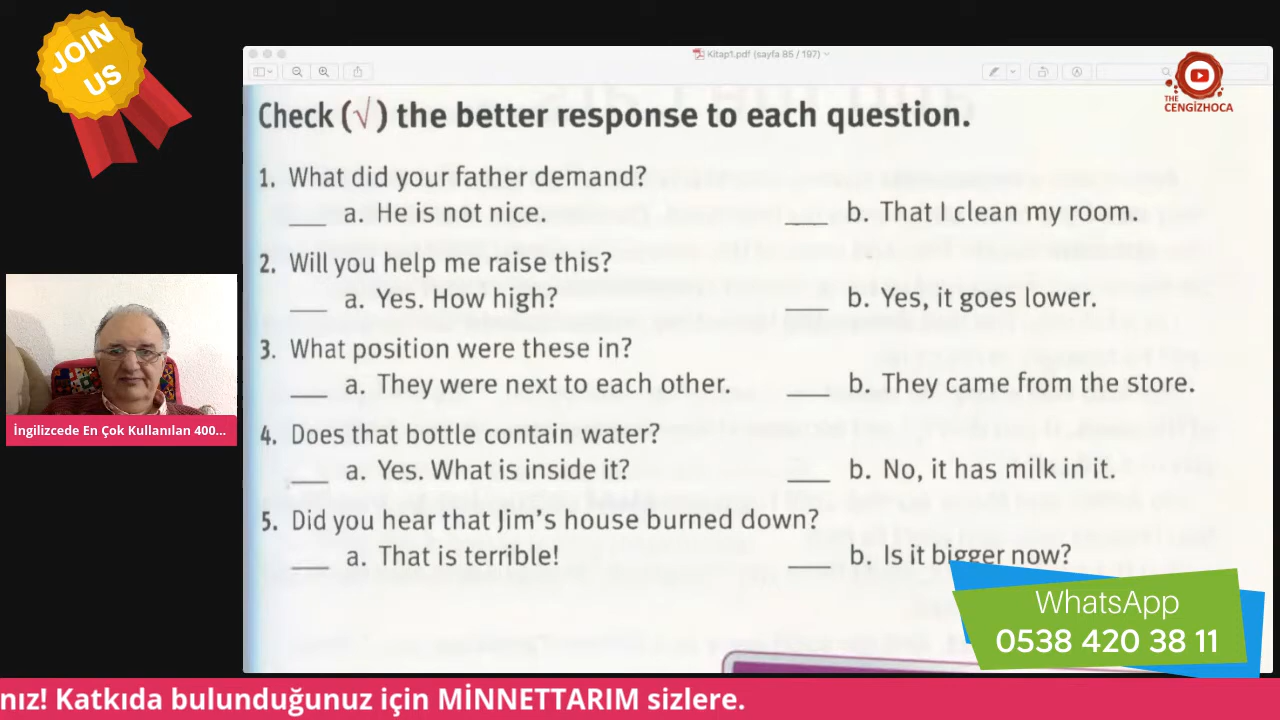 JOIN
US
Kitap1.pdf (sayfa 85 / 197)
THE
CENGİZHOCA
Check (√) the better response to each question.
1. What did your father demand?
___ a. He is not nice. ___ b. That I clean my room.
2. Will you help me raise this?
___ a. Yes. How high? ___ b. Yes, it goes lower.
3. What position were these in?
___ a. They were next to each other. ___ b. They came from the store.
4. Does that bottle contain water?
___ a. Yes. What is inside it? ___ b. No, it has milk in it.
5. Did you hear that Jim's house burned down?
___ a. That is terrible! ___ b. Is it bigger now?
İngilizcede En Çok Kullanılan 400...
WhatsApp
0538 420 38 11
nız! Katkıda bulunduğunuz için MİNNETTARIM sizlere.